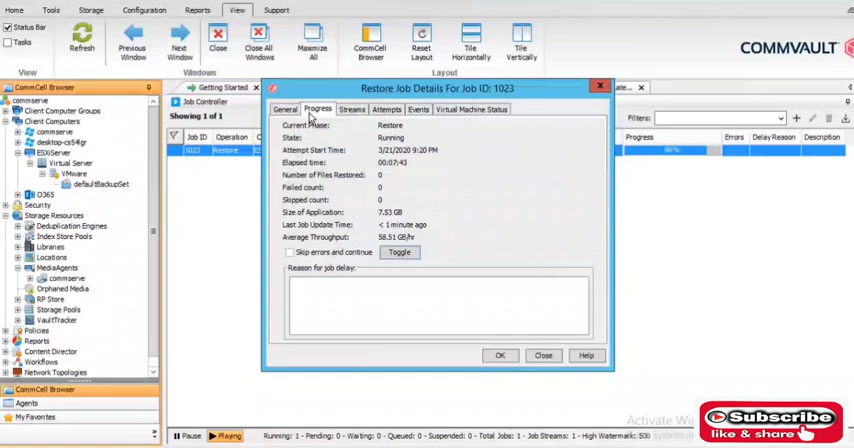 Home Tools Storage Configuration Reports View Support
Status Bar
Tasks
Refresh
Previous Window
Next Window
Close
Close All Windows
Maximize All
CommCell Browser
Reset Layout
Tile Horizontally
Tile Vertically
View Windows Layout
COMMVAULT
CommCell Browser
Getting Started
Restore Job Details For Job ID: 1023
commserve
Client Computer Groups
Client Computers
commserve
desktop-cs54lgr
ESXiServer
Virtual Server
VMware
defaultBackupSet
O365
Security
Storage Resources
Deduplication Engines
Index Store Pools
Libraries
Locations
MediaAgents
commserve
Orphaned Media
RP Store
Storage Pools
VaultTracker
Policies
Reports
Content Director
Workflows
Network Topologies
CommCell Browser
Agents
My Favorites
Job Controller
Showing 1 of 1
Filters:
Job ID Operation
Progress Errors Delay Reason Description
1023 Restore
86%
General Progress Streams Attempts Events Virtual Machine Status
Current Phase: Restore
State: Running
Attempt Start Time: 3/21/2020 9:20 PM
Elapsed time: 00:07:43
Number of Files Restored: 0
Failed count: 0
Skipped count: 0
Size of Application: 7.53 GB
Last Job Update Time: < 1 minute ago
Average Throughput: 58.51 GB/hr
Skip errors and continue Toggle
Reason for job delay:
OK Close Help
Pause Playing Running: 1 - Pending: 0 - Waiting: 0 - Queued: 0 - Suspended: 0 - Total Jobs: 1 - Job Streams: 1 - High Watermark: 500
Subscribe
like & share